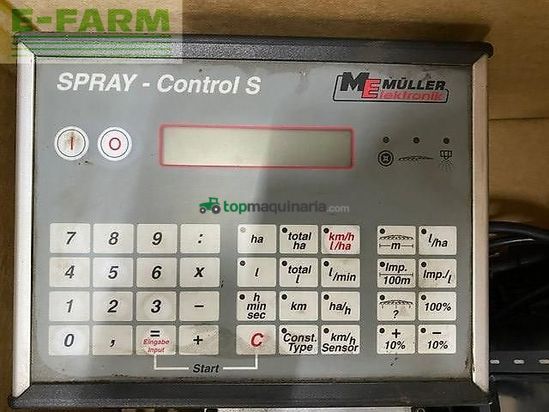 E-FARM
SPRAY - Control S
ME MÜLLER
Elektronik
I O
topmaquinaria.com
7 8 9 : ha total ha km/h l/ha m l/ha
4 5 6 x l total l l/min Imp. 100m Imp./l
1 2 3 – h min sec km ha/h ? 100%
0 , = Eingabe Input + C Const. Type km/h Sensor + 10% – 10%
Start